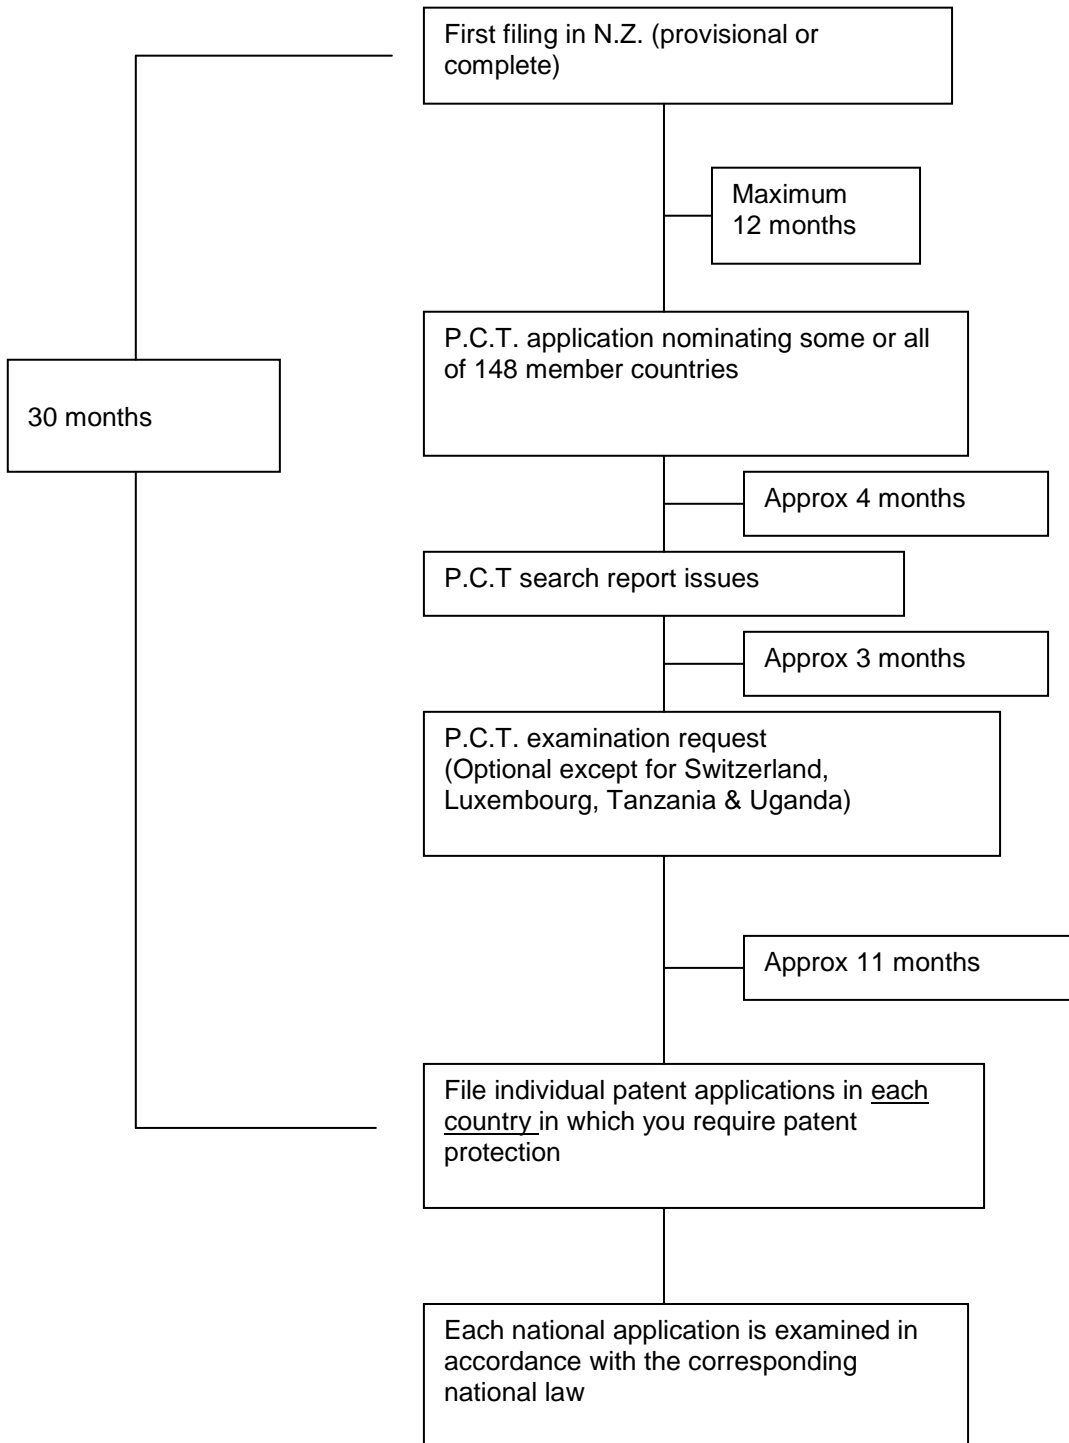 First filing in N.Z. (provisional or
complete)
Maximum
12 months
P.C.T. application nominating some or all
of 148 member countries
30 months
Approx 4 months
P.C.T search report issues
Approx 3 months
P.C.T. examination request
(Optional except for Switzerland,
Luxembourg, Tanzania & Uganda)
Approx 11 months
File individual patent applications in each
country in which you require patent
protection
Each national application is examined in
accordance with the corresponding
national law